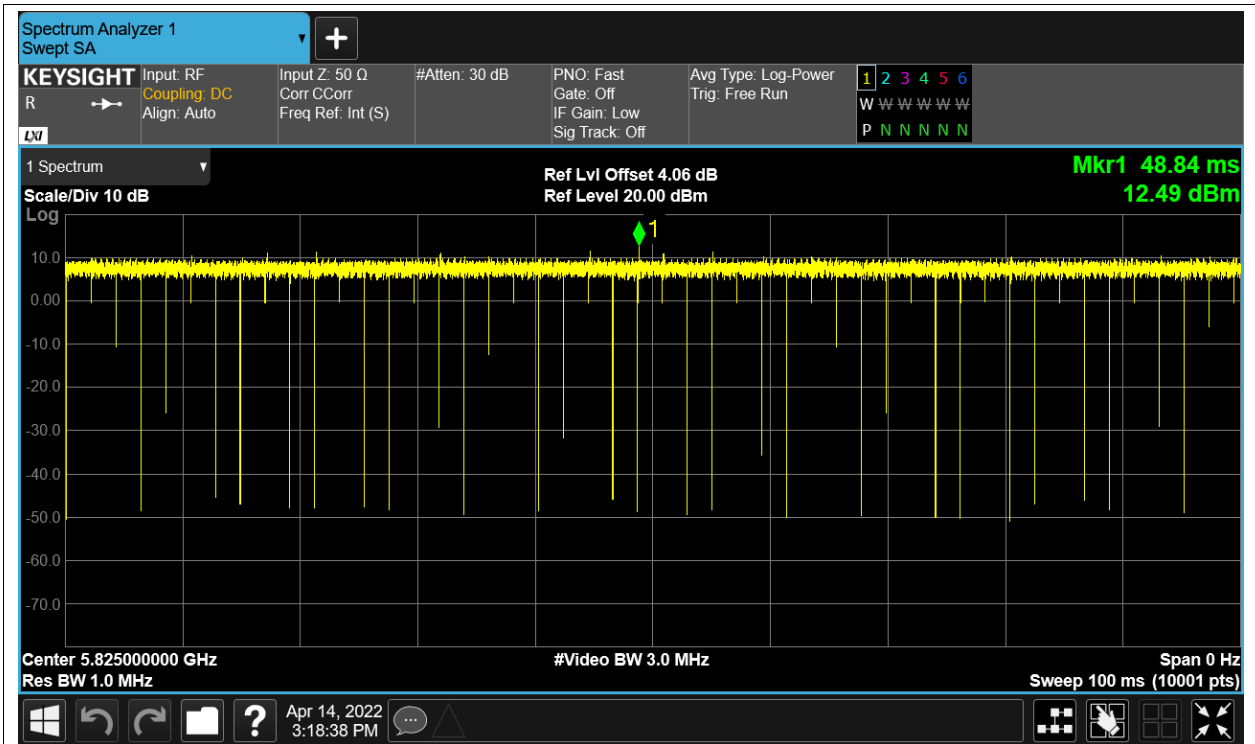 Spectrum Analyzer 1
Swept SA
KEYSIGHT
R
LXI
Input: RF
Coupling: DC
Align: Auto
Input Z: 50 Ω
Corr CCorr
Freq Ref: Int (S)
#Atten: 30 dB
PNO: Fast
Gate: Off
IF Gain: Low
Sig Track: Off
Avg Type: Log-Power
Trig: Free Run
1 2 3 4 5 6
W W W W W W
P N N N N N
1 Spectrum
Scale/Div 10 dB
Ref Lvl Offset 4.06 dB
Ref Level 20.00 dBm
Mkr1 48.84 ms
12.49 dBm
Log
1
10.0
0.00
-10.0
-20.0
-30.0
-40.0
-50.0
-60.0
-70.0
Center 5.825000000 GHz
Res BW 1.0 MHz
#Video BW 3.0 MHz
Span 0 Hz
Sweep 100 ms (10001 pts)
?
Apr 14, 2022
3:18:38 PM